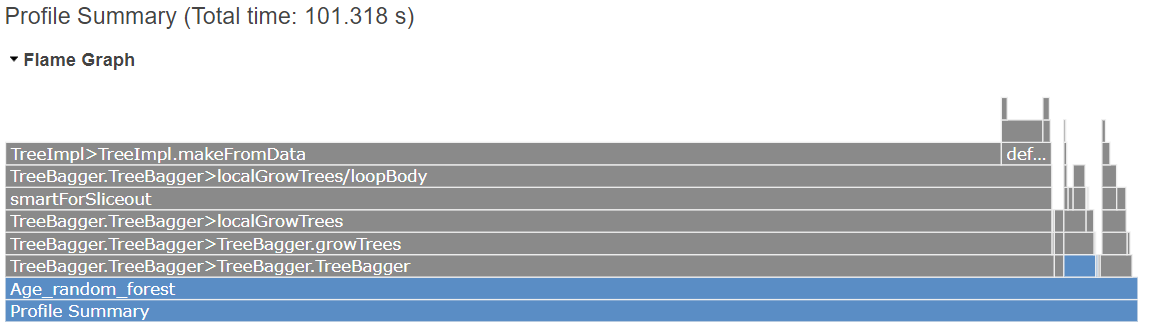 Profile Summary (Total time: 101.318 s)
Flame Graph
TreeImpl>TreeImpl.makeFromData
def...
TreeBagger.TreeBagger>localGrowTrees/loopBody
smartForSliceout
TreeBagger.TreeBagger>localGrowTrees
TreeBagger.TreeBagger>TreeBagger.growTrees
TreeBagger.TreeBagger>TreeBagger.TreeBagger
Age_random_forest
Profile Summary